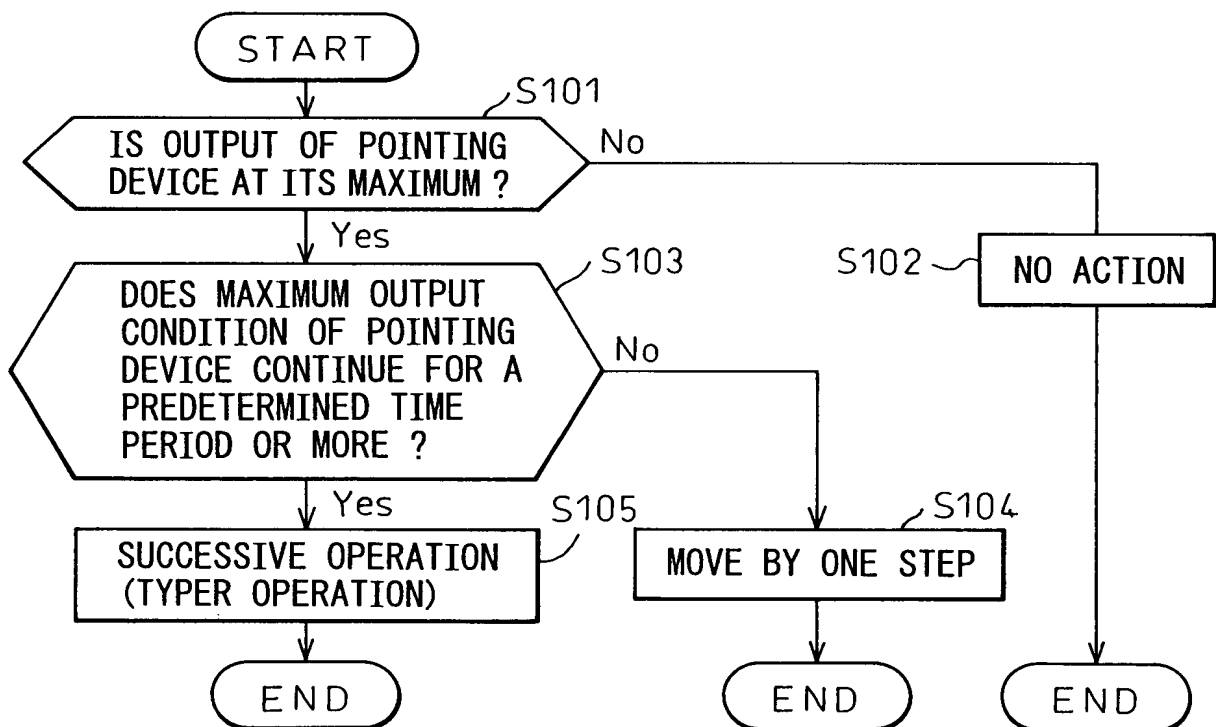 START
S101
IS OUTPUT OF POINTING
DEVICE AT ITS MAXIMUM ?
No
Yes
S102
NO ACTION
S103
DOES MAXIMUM OUTPUT
CONDITION OF POINTING
DEVICE CONTINUE FOR A
PREDETERMINED TIME
PERIOD OR MORE ?
No
Yes
S105
SUCCESSIVE OPERATION
(TYPER OPERATION)
S104
MOVE BY ONE STEP
END
END
END